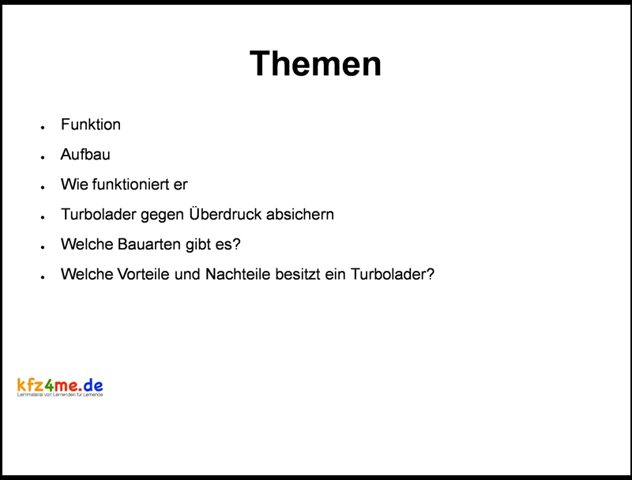 Themen
Funktion
Aufbau
Wie funktioniert er
Turbolader gegen Überdruck absichern
Welche Bauarten gibt es?
Welche Vorteile und Nachteile besitzt ein Turbolader?
kfz4me.de
Lernmaterial von Lernenden für Lernende